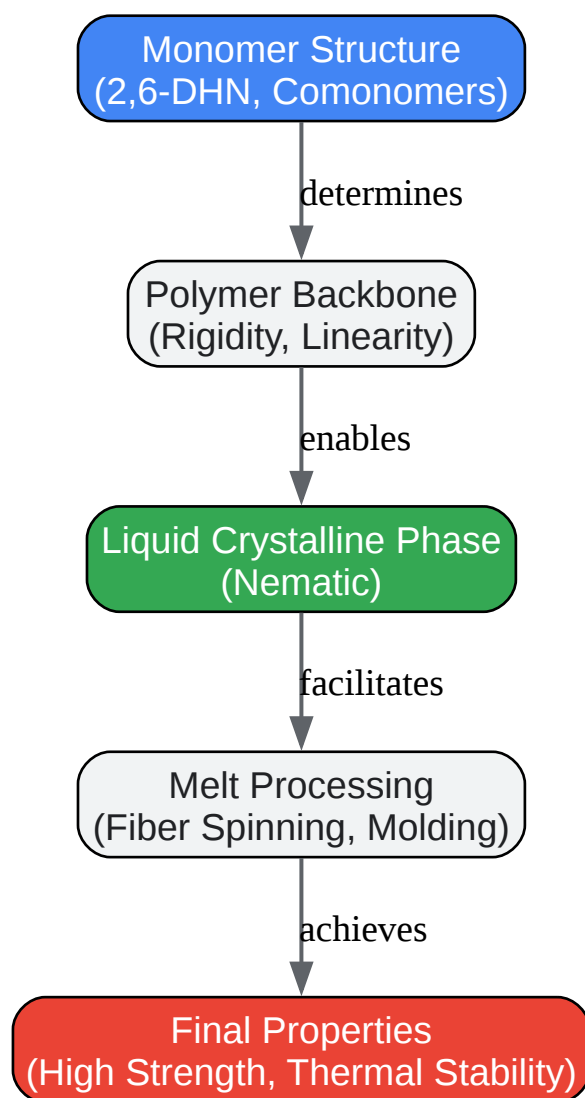 Monomer Structure
(2,6-DHN, Comonomers)
determines
Polymer Backbone
(Rigidity, Linearity)
enables
Liquid Crystalline Phase
(Nematic)
facilitates
Melt Processing
(Fiber Spinning, Molding)
achieves
Final Properties
(High Strength, Thermal Stability)